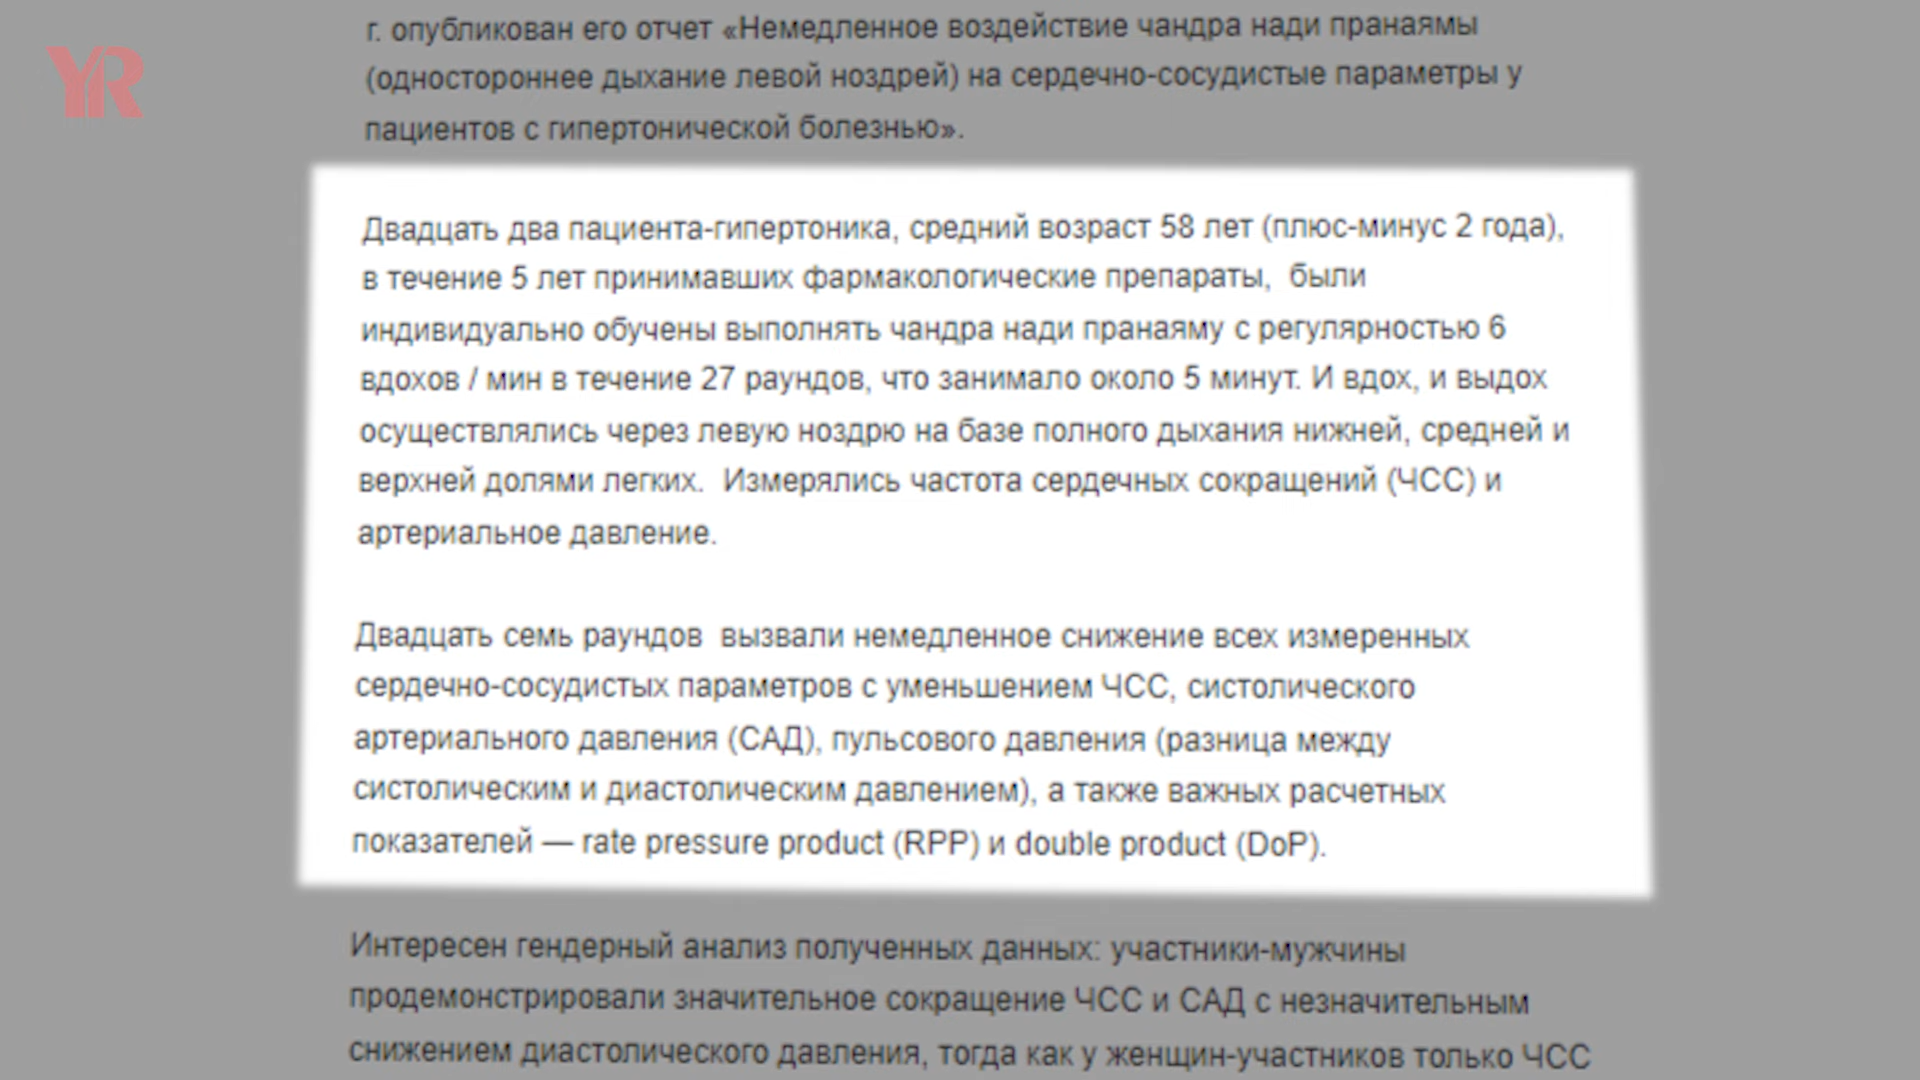 YR
г. опубликован его отчет «Немедленное воздействие чандра нади пранаямы
(одностороннее дыхание левой ноздрей) на сердечно-сосудистые параметры у
пациентов с гипертонической болезнью».
Двадцать два пациента-гипертоника, средний возраст 58 лет (плюс-минус 2 года),
в течение 5 лет принимавших фармакологические препараты, были
индивидуально обучены выполнять чандра нади пранаяму с регулярностью 6
вдохов / мин в течение 27 раундов, что занимало около 5 минут. И вдох, и выдох
осуществлялись через левую ноздрю на базе полного дыхания нижней, средней и
верхней долями легких. Измерялись частота сердечных сокращений (ЧСС) и
артериальное давление.
Двадцать семь раундов вызвали немедленное снижение всех измеренных
сердечно-сосудистых параметров с уменьшением ЧСС, систолического
артериального давления (САД), пульсового давления (разница между
систолическим и диастолическим давлением), а также важных расчетных
показателей — rate pressure product (RPP) и double product (DoP).
Интересен гендерный анализ полученных данных: участники-мужчины
продемонстрировали значительное сокращение ЧСС и САД с незначительным
снижением диастолического давления, тогда как у женщин-участников только ЧСС